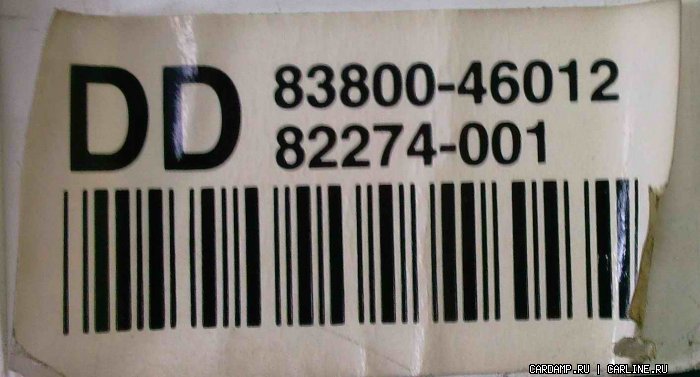 DD
83800-46012
82274-001
CARDAMP.RU | CARLINE.RU